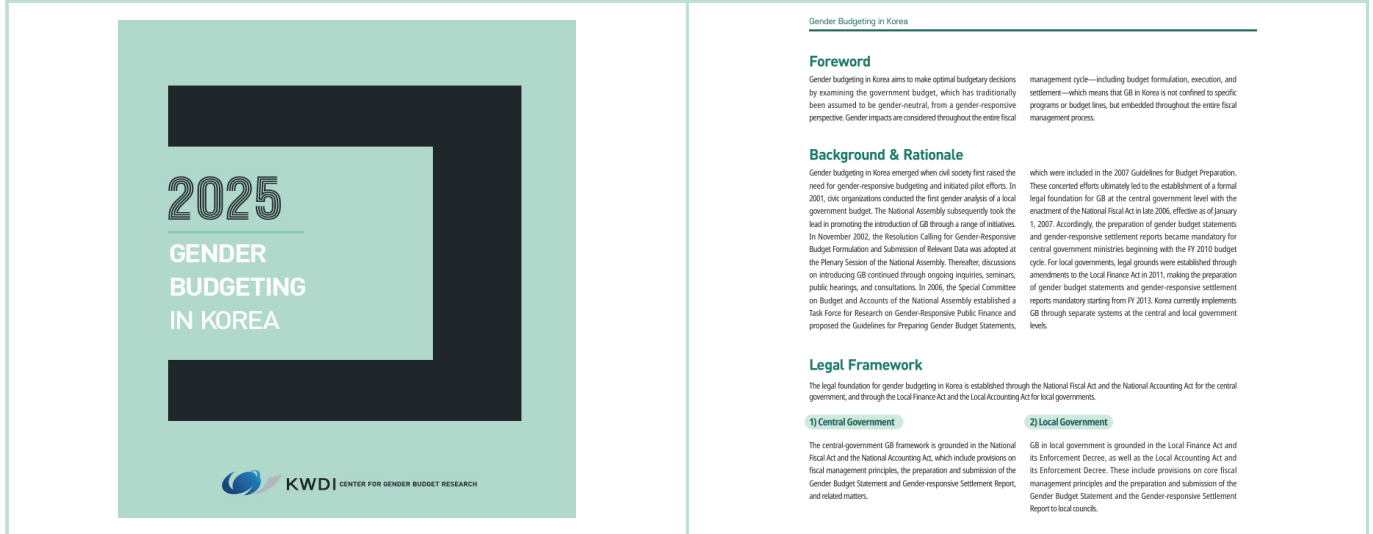 2025
GENDER
BUDGETING
IN KOREA
KWDI CENTER FOR GENDER BUDGET RESEARCH
Gender Budgeting in Korea
Foreword
Gender budgeting in Korea aims to make optimal budgetary decisions
by examining the government budget, which has traditionally
been assumed to be gender-neutral, from a gender-responsive
perspective. Gender impacts are considered throughout the entire fiscal
management cycle—including budget formulation, execution, and
settlement—which means that GB in Korea is not confined to specific
programs or budget lines, but embedded throughout the entire fiscal
management process.
Background & Rationale
Gender budgeting in Korea emerged when civil society first raised the
need for gender-responsive budgeting and initiated pilot efforts. In
2001, civic organizations conducted the first gender analysis of a local
government budget. The National Assembly subsequently took the
lead in promoting the introduction of GB through a range of initiatives.
In November 2002, the Resolution Calling for Gender-Responsive
Budget Formulation and Submission of Relevant Data was adopted at
the Plenary Session of the National Assembly. Thereafter, discussions
on introducing GB continued through ongoing inquiries, seminars,
public hearings, and consultations. In 2006, the Special Committee
on Budget and Accounts of the National Assembly established a
Task Force for Research on Gender-Responsive Public Finance and
proposed the Guidelines for Preparing Gender Budget Statements,
which were included in the 2007 Guidelines for Budget Preparation.
These concerted efforts ultimately led to the establishment of a formal
legal foundation for GB at the central government level with the
enactment of the National Fiscal Act in late 2006, effective as of January
1, 2007. Accordingly, the preparation of gender budget statements
and gender-responsive settlement reports became mandatory for
central government ministries beginning with the FY 2010 budget
cycle. For local governments, legal grounds were established through
amendments to the Local Finance Act in 2011, making the preparation
of gender budget statements and gender-responsive settlement
reports mandatory starting from FY 2013. Korea currently implements
GB through separate systems at the central and local government
levels.
Legal Framework
The legal foundation for gender budgeting in Korea is established through the National Fiscal Act and the National Accounting Act for the central
government, and through the Local Finance Act and the Local Accounting Act for local governments.
1) Central Government
The central-government GB framework is grounded in the National
Fiscal Act and the National Accounting Act, which include provisions on
fiscal management principles, the preparation and submission of the
Gender Budget Statement and Gender-responsive Settlement Report,
and related matters.
2) Local Government
GB in local government is grounded in the Local Finance Act and
its Enforcement Decree, as well as the Local Accounting Act and
its Enforcement Decree. These include provisions on core fiscal
management principles and the preparation and submission of the
Gender Budget Statement and the Gender-responsive Settlement
Report to local councils.